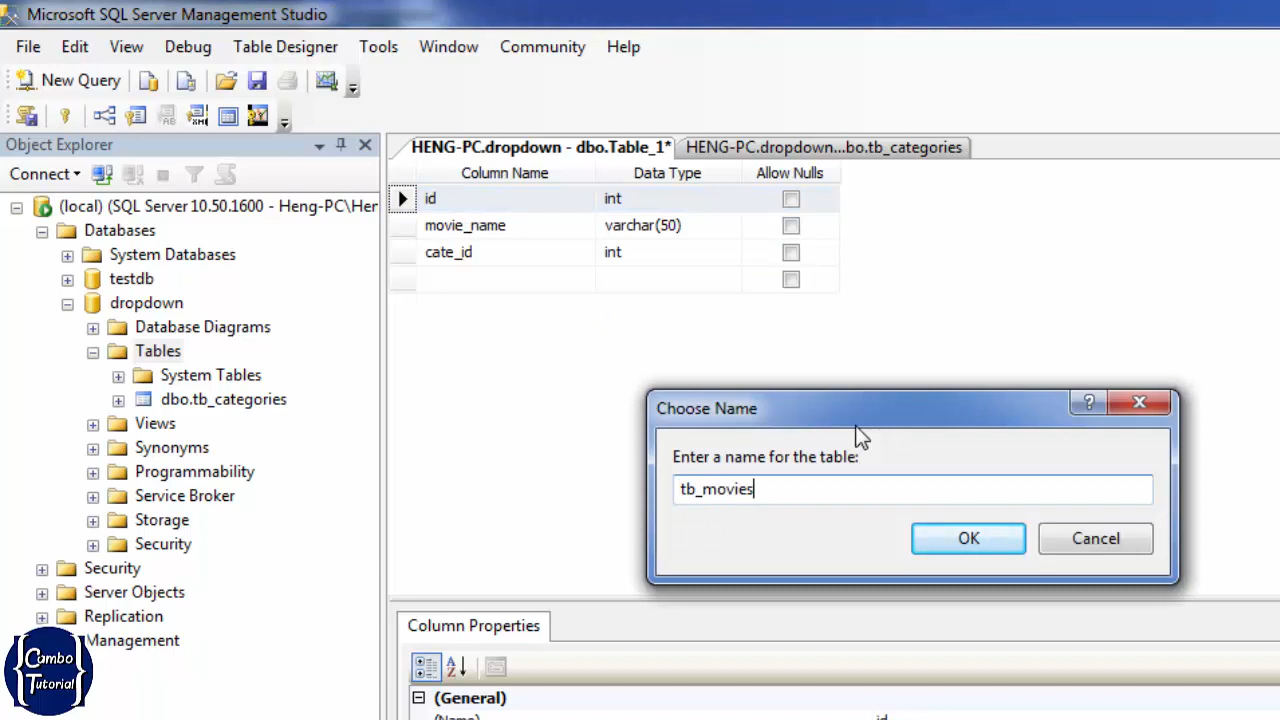 Microsoft SQL Server Management Studio
File Edit View Debug Table Designer Tools Window Community Help
New Query
Object Explorer
Connect
(local) (SQL Server 10.50.1600 - Heng-PC\Her
Databases
System Databases
testdb
dropdown
Database Diagrams
Tables
System Tables
dbo.tb_categories
Views
Synonyms
Programmability
Service Broker
Storage
Security
Security
Server Objects
Replication
Management
Cambo
Tutorial
HENG-PC.dropdown - dbo.Table_1* HENG-PC.dropdown...bo.tb_categories
Column Name Data Type Allow Nulls
id int
movie_name varchar(50)
cate_id int
Choose Name
Enter a name for the table:
tb_movies
OK Cancel
Column Properties
(General)
(Name) id